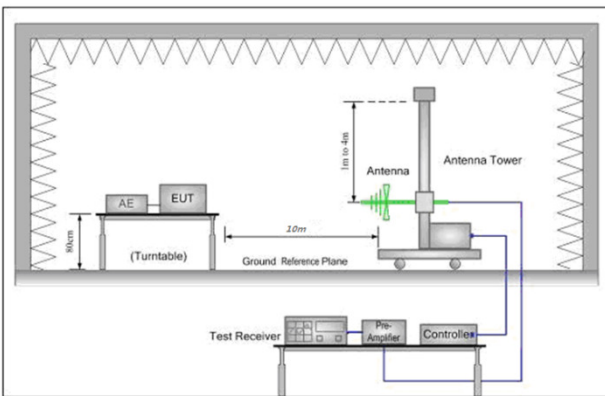 1m to 4m
Antenna
Antenna Tower
AE
EUT
80cm
(Turntable)
10m
Ground Reference Plane
Test Receiver
Pre-
Amplifier
Controller